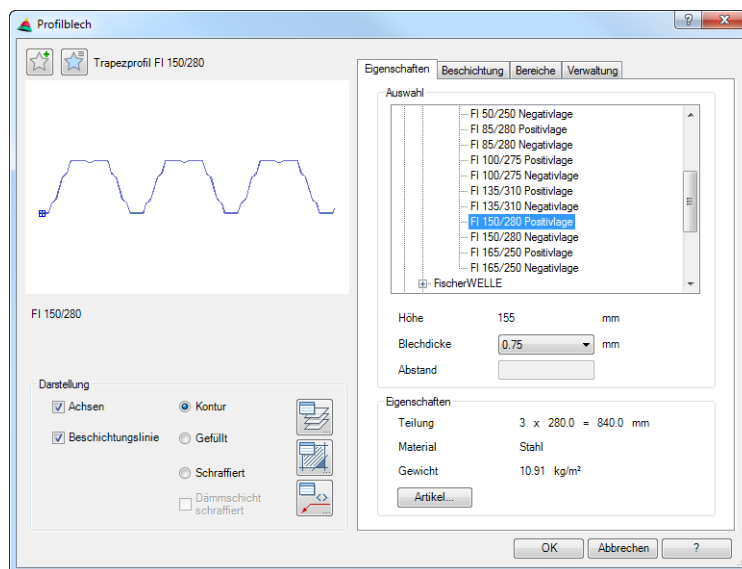 Profilblech
?
Trapezprofil FI 150/280
FI 150/280
Darstellung
Achsen
Kontur
Beschichtungslinie
Gefüllt
Schraffiert
Dämmschicht
schraffiert
Eigenschaften Beschichtung Bereiche Verwaltung
Auswahl
FI 50/250 Negativlage
FI 85/280 Positivlage
FI 85/280 Negativlage
FI 100/275 Positivlage
FI 100/275 Negativlage
FI 135/310 Positivlage
FI 135/310 Negativlage
FI 150/280 Positivlage
FI 150/280 Negativlage
FI 165/250 Positivlage
FI 165/250 Negativlage
FischerWELLE
Höhe 155 mm
Blechdicke 0.75 mm
Abstand
Eigenschaften
Teilung 3 x 280.0 = 840.0 mm
Material Stahl
Gewicht 10.91 kg/m²
Artikel...
OK Abbrechen ?